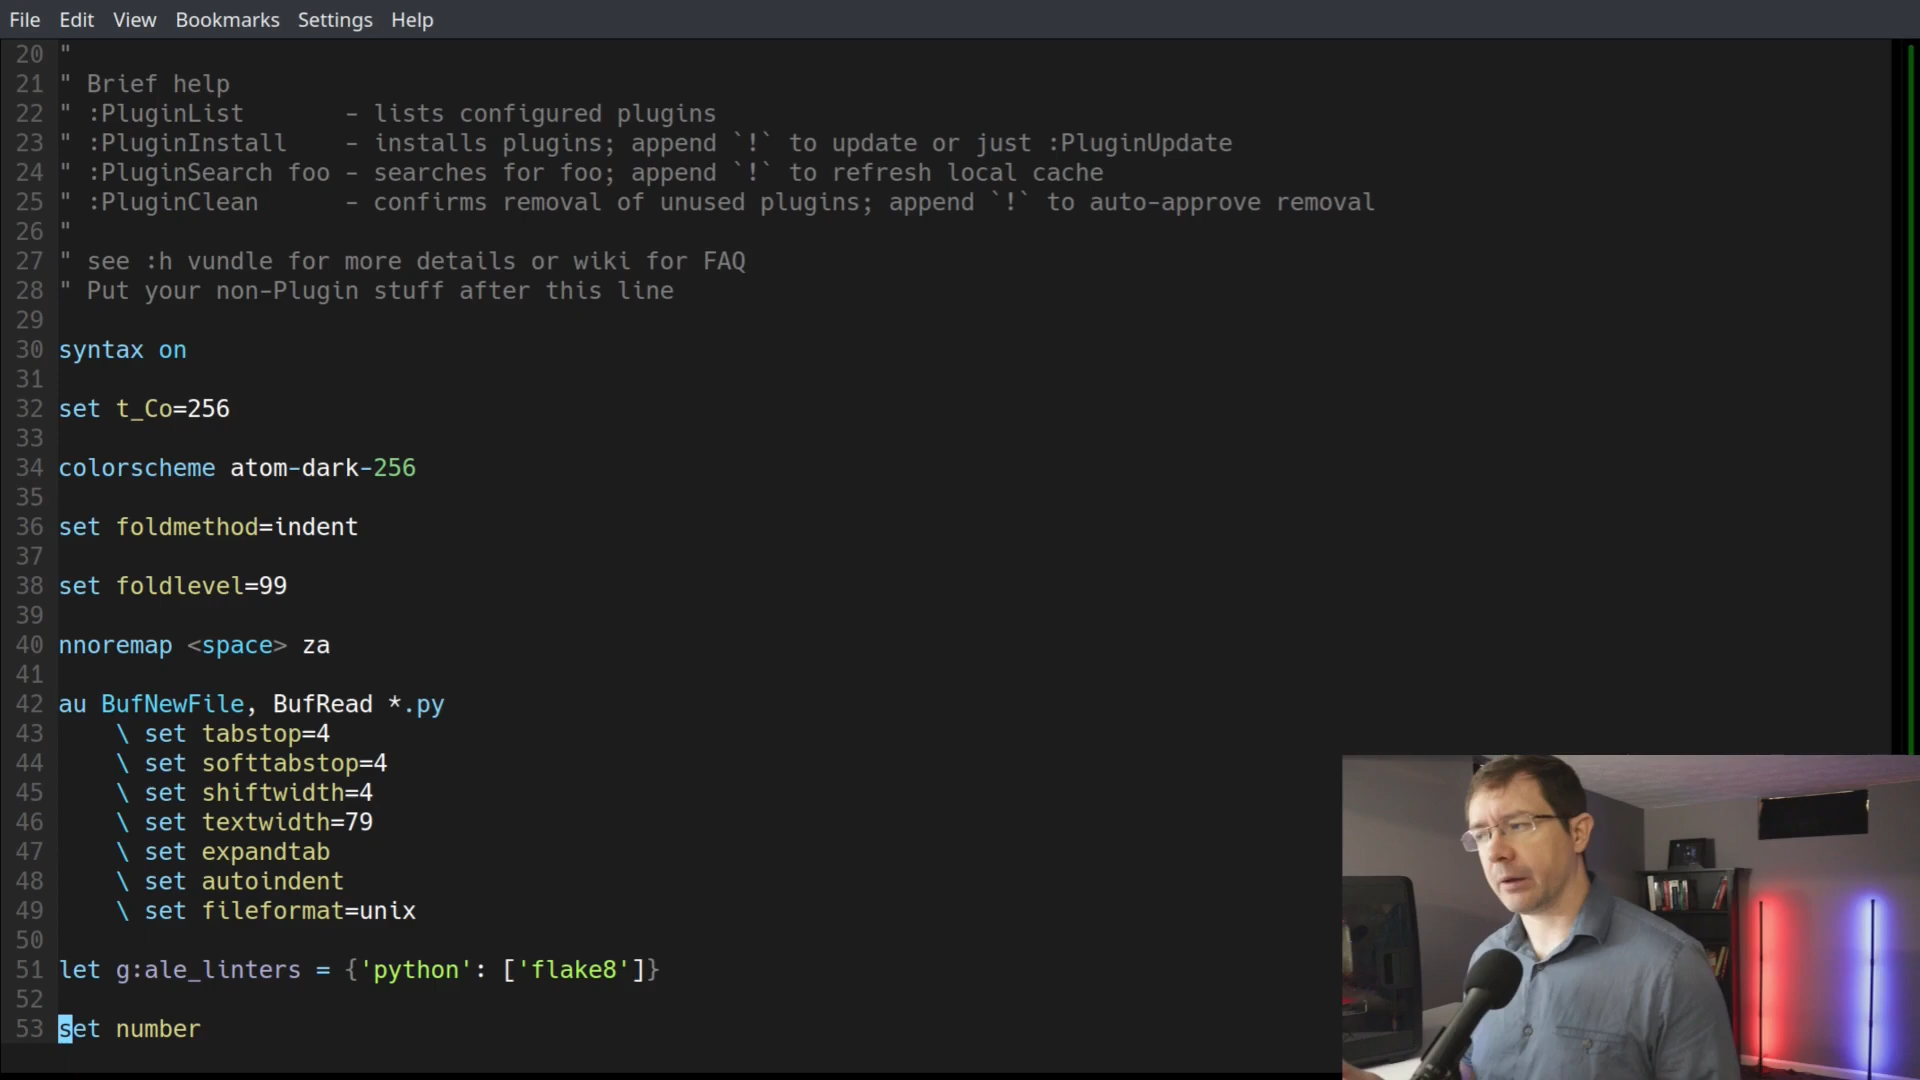 File Edit View Bookmarks Settings Help
20 "
21 " Brief help
22 " :PluginList       - lists configured plugins
23 " :PluginInstall    - installs plugins; append `!` to update or just :PluginUpdate
24 " :PluginSearch foo - searches for foo; append `!` to refresh local cache
25 " :PluginClean      - confirms removal of unused plugins; append `!` to auto-approve removal
26 "
27 " see :h vundle for more details or wiki for FAQ
28 " Put your non-Plugin stuff after this line
29
30 syntax on
31
32 set t_Co=256
33
34 colorscheme atom-dark-256
35
36 set foldmethod=indent
37
38 set foldlevel=99
39
40 nnoremap <space> za
41
42 au BufNewFile, BufRead *.py
43     \ set tabstop=4
44     \ set softtabstop=4
45     \ set shiftwidth=4
46     \ set textwidth=79
47     \ set expandtab
48     \ set autoindent
49     \ set fileformat=unix
50
51 let g:ale_linters = {'python': ['flake8']}
52
53 set number